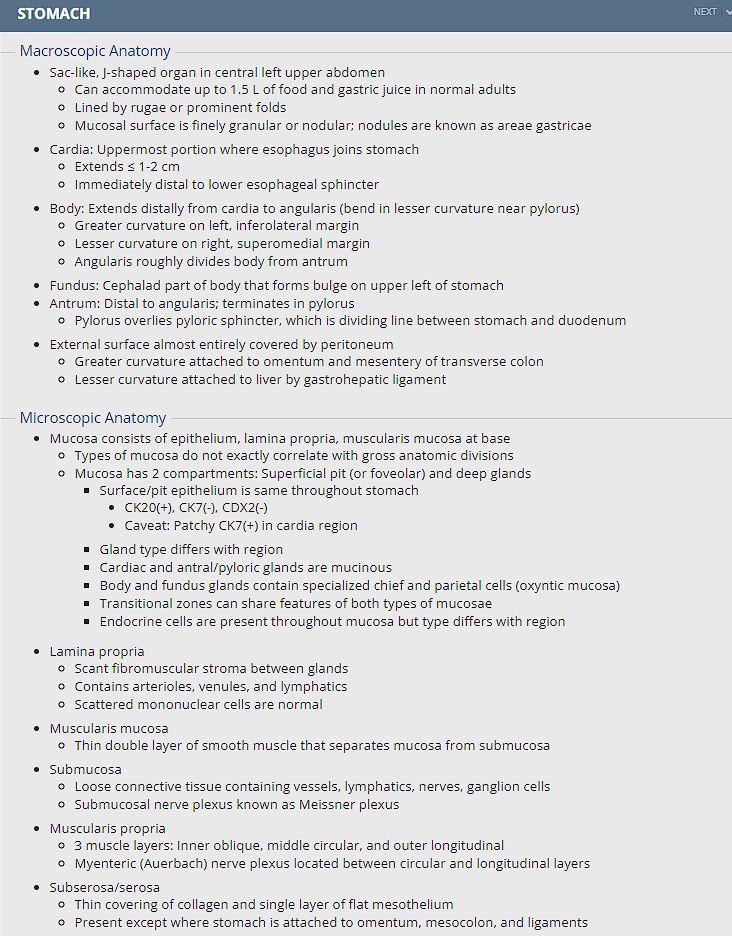 STOMACH
NEXT
Macroscopic Anatomy
Sac-like, J-shaped organ in central left upper abdomen
Can accommodate up to 1.5 L of food and gastric juice in normal adults
Lined by rugae or prominent folds
Mucosal surface is finely granular or nodular; nodules are known as areae gastricae
Cardia: Uppermost portion where esophagus joins stomach
Extends ≤ 1-2 cm
Immediately distal to lower esophageal sphincter
Body: Extends distally from cardia to angularis (bend in lesser curvature near pylorus)
Greater curvature on left, inferolateral margin
Lesser curvature on right, superomedial margin
Angularis roughly divides body from antrum
Fundus: Cephalad part of body that forms bulge on upper left of stomach
Antrum: Distal to angularis; terminates in pylorus
Pylorus overlies pyloric sphincter, which is dividing line between stomach and duodenum
External surface almost entirely covered by peritoneum
Greater curvature attached to omentum and mesentery of transverse colon
Lesser curvature attached to liver by gastrohepatic ligament
Microscopic Anatomy
Mucosa consists of epithelium, lamina propria, muscularis mucosa at base
Types of mucosa do not exactly correlate with gross anatomic divisions
Mucosa has 2 compartments: Superficial pit (or foveolar) and deep glands
Surface/pit epithelium is same throughout stomach
CK20(+), CK7(-), CDX2(-)
Caveat: Patchy CK7(+) in cardia region
Gland type differs with region
Cardiac and antral/pyloric glands are mucinous
Body and fundus glands contain specialized chief and parietal cells (oxyntic mucosa)
Transitional zones can share features of both types of mucosae
Endocrine cells are present throughout mucosa but type differs with region
Lamina propria
Scant fibromuscular stroma between glands
Contains arterioles, venules, and lymphatics
Scattered mononuclear cells are normal
Muscularis mucosa
Thin double layer of smooth muscle that separates mucosa from submucosa
Submucosa
Loose connective tissue containing vessels, lymphatics, nerves, ganglion cells
Submucosal nerve plexus known as Meissner plexus
Muscularis propria
3 muscle layers: Inner oblique, middle circular, and outer longitudinal
Myenteric (Auerbach) nerve plexus located between circular and longitudinal layers
Subserosa/serosa
Thin covering of collagen and single layer of flat mesothelium
Present except where stomach is attached to omentum, mesocolon, and ligaments